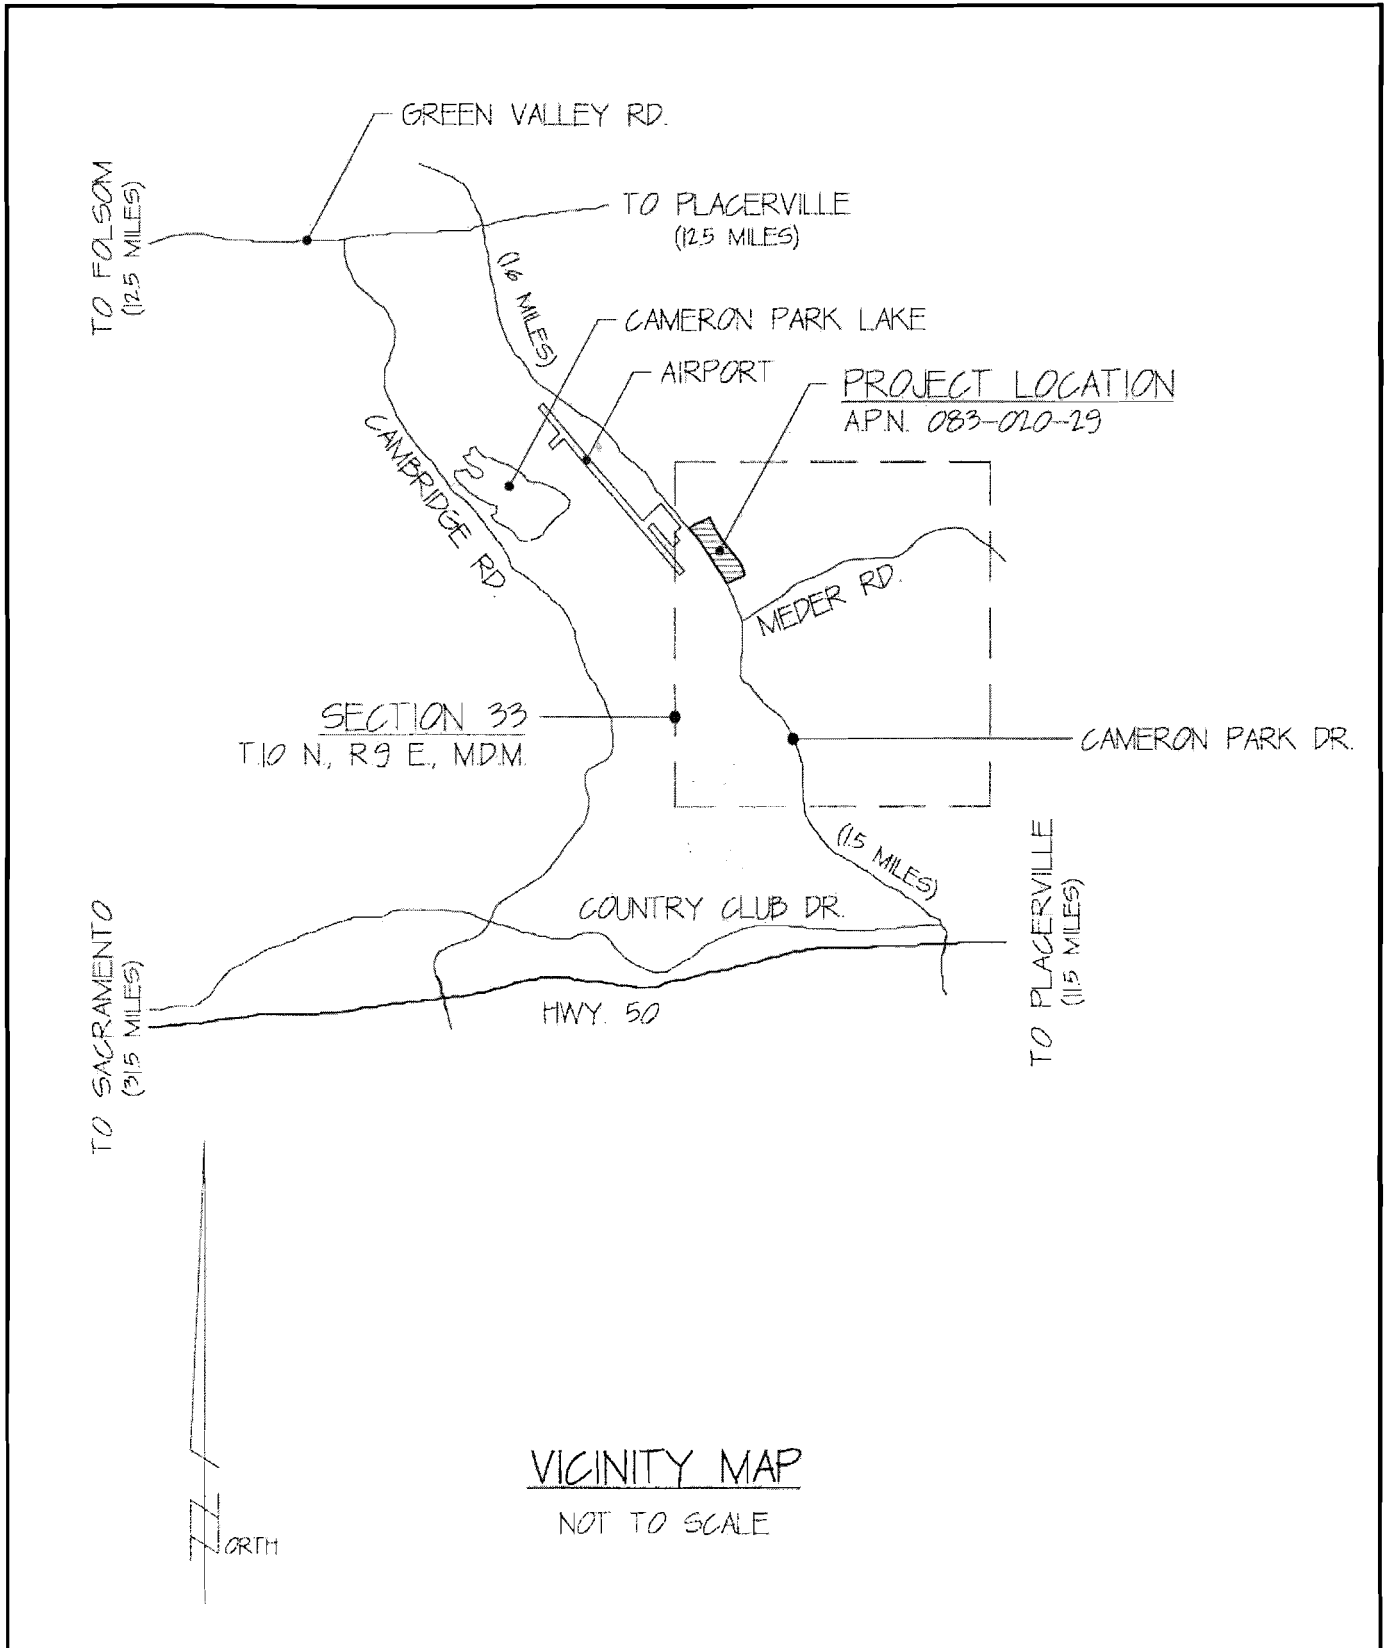 GREEN VALLEY RD.
TO FOLSOM
(12.5 MILES)
TO PLACERVILLE
(12.5 MILES)
(1.6 MILES)
CAMERON PARK LAKE
AIRPORT
PROJECT LOCATION
A.P.N. 083-020-29
CAMBRIDGE RD.
MEDER RD.
SECTION 33
T.10 N., R.9 E., M.D.M.
CAMERON PARK DR.
(1.5 MILES)
TO PLACERVILLE
(11.5 MILES)
COUNTRY CLUB DR.
TO SACRAMENTO
(31.5 MILES)
HWY. 50
VICINITY MAP
NOT TO SCALE
NORTH